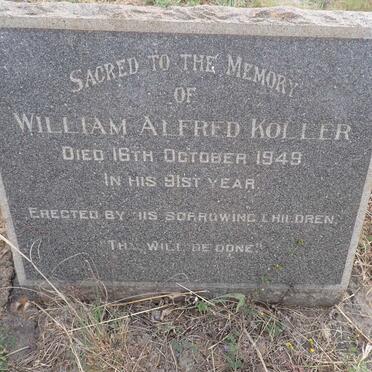 SACRED TO THE MEMORY
OF
WILLIAM ALFRED KOLLER
DIED 16TH OCTOBER 1949
IN HIS 91ST YEAR.
ERECTED BY HIS SORROWING CHILDREN.
"THY WILL BE DONE"